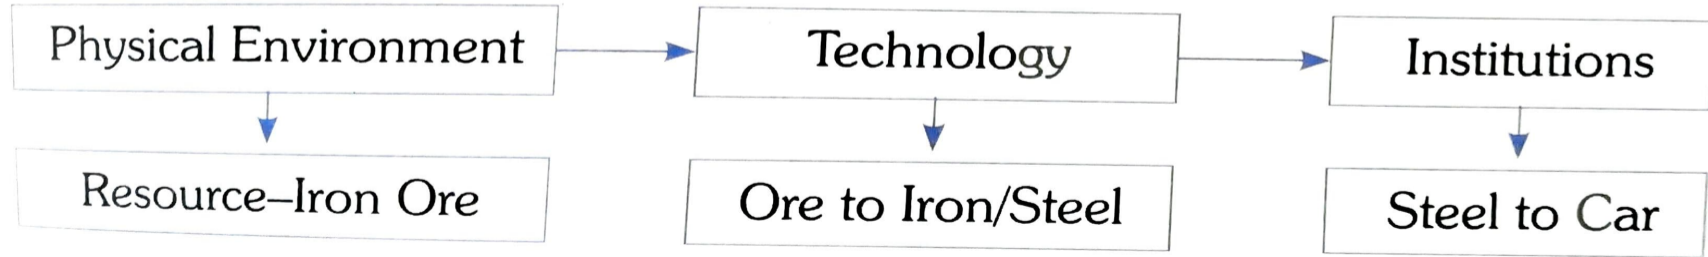 Physical Environment
Technology
Institutions
Resource–Iron Ore
Ore to Iron/Steel
Steel to Car